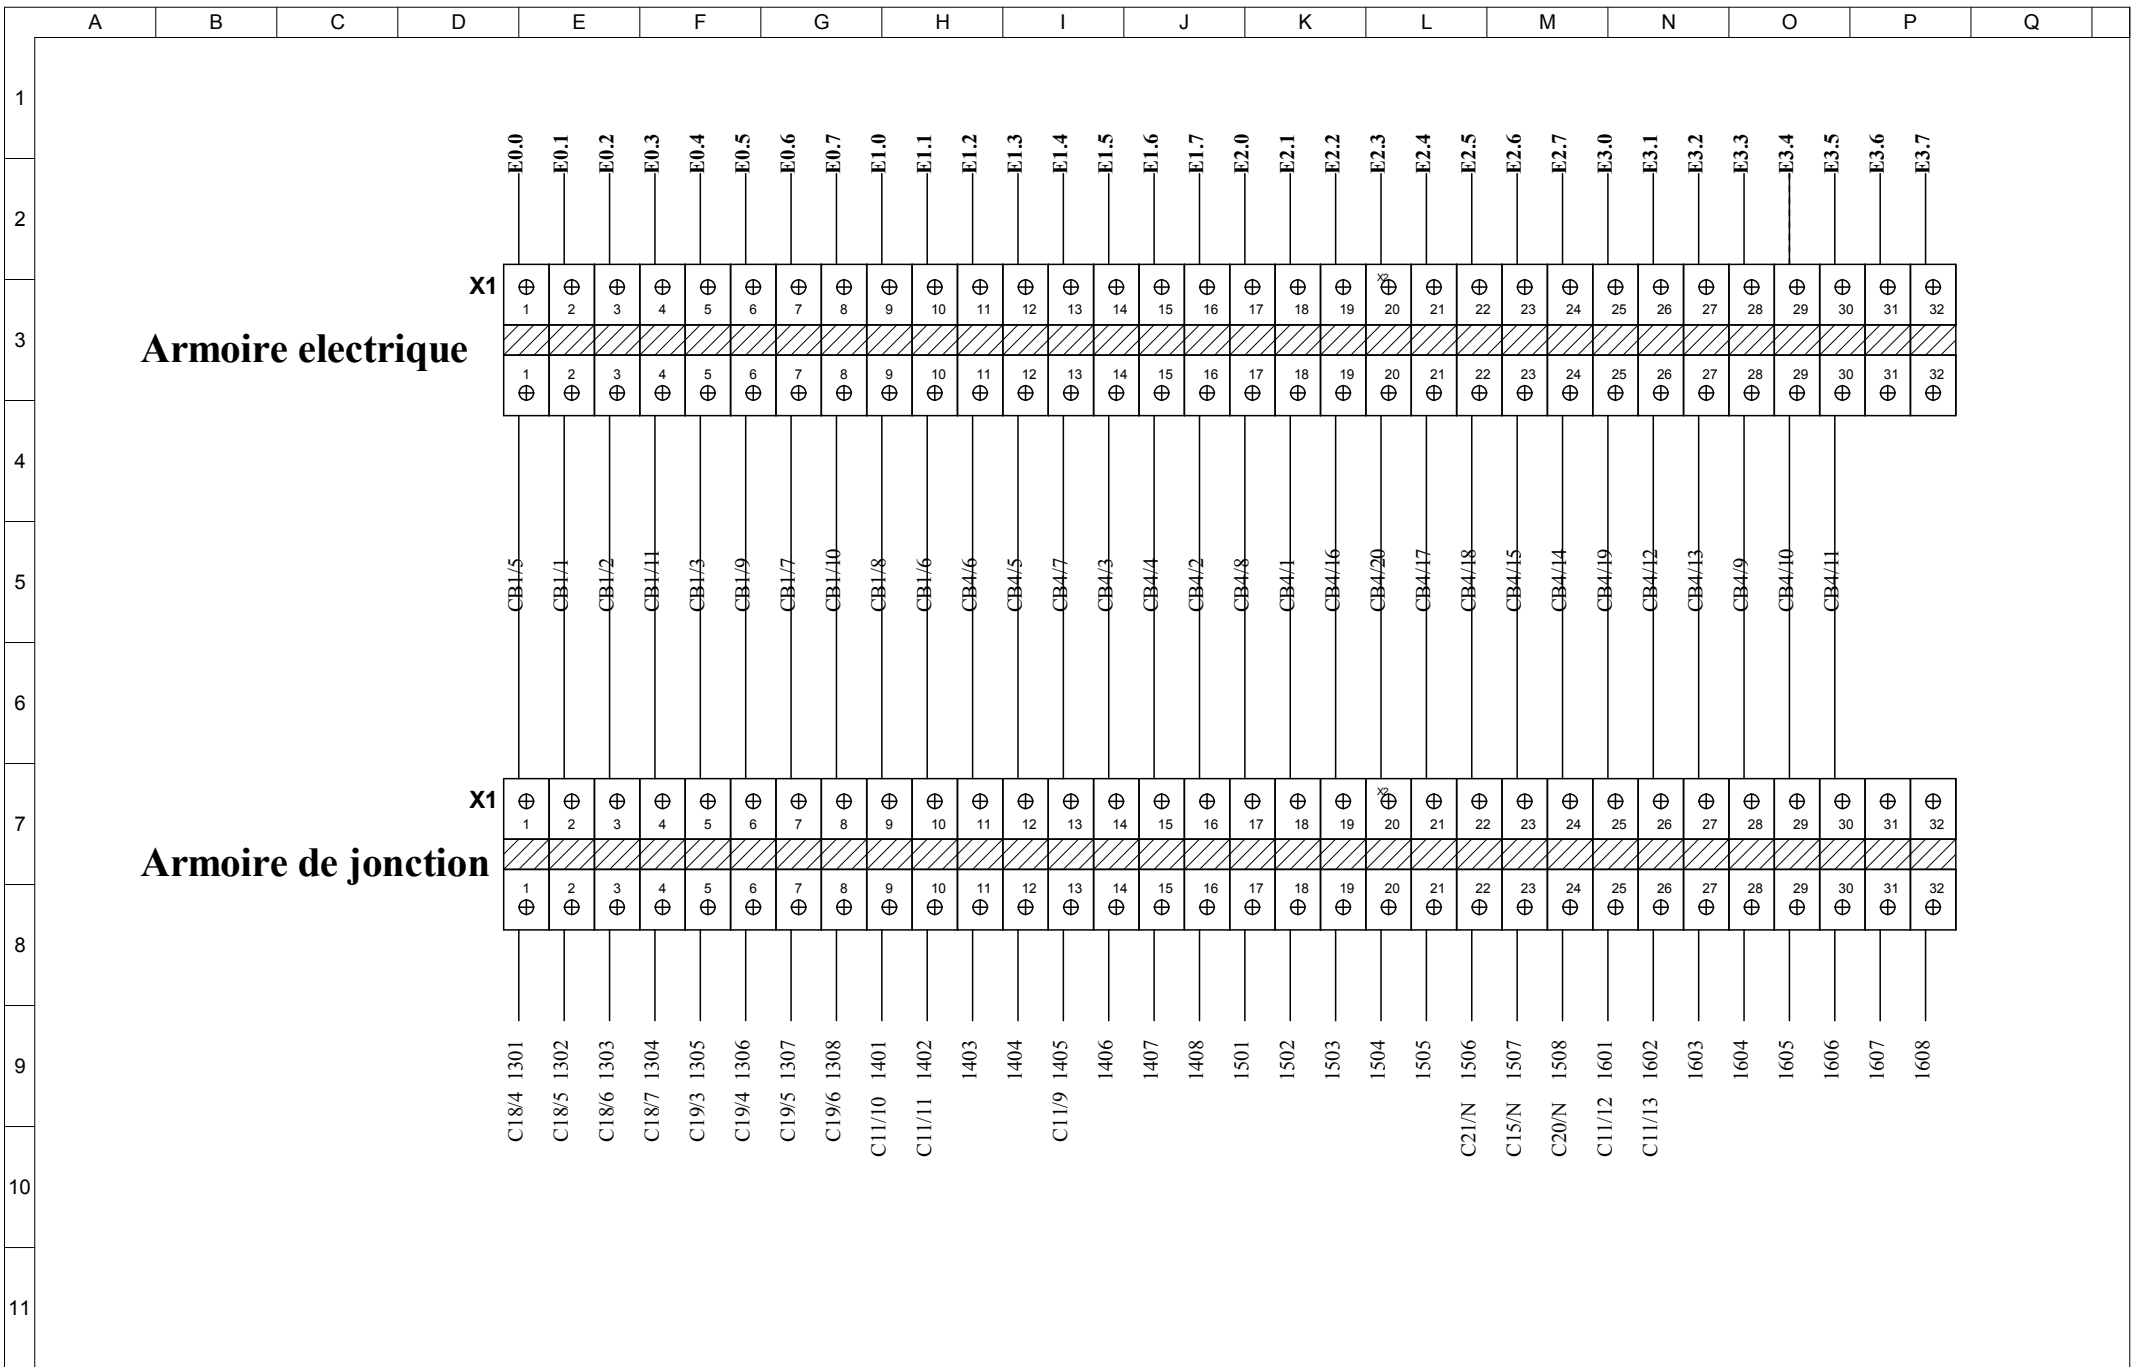 A B C D E F G H I J K L M N O P Q
1
E0.0 E0.1 E0.2 E0.3 E0.4 E0.5 E0.6 E0.7 E1.0 E1.1 E1.2 E1.3 E1.4 E1.5 E1.6 E1.7 E2.0 E2.1 E2.2 E2.3 E2.4 E2.5 E2.6 E2.7 E3.0 E3.1 E3.2 E3.3 E3.4 E3.5 E3.6 E3.7
2
X1
X2
1 2 3 4 5 6 7 8 9 10 11 12 13 14 15 16 17 18 19 20 21 22 23 24 25 26 27 28 29 30 31 32
3
Armoire electrique
1 2 3 4 5 6 7 8 9 10 11 12 13 14 15 16 17 18 19 20 21 22 23 24 25 26 27 28 29 30 31 32
4
5
CB1/5 CB1/1 CB1/2 CB1/11 CB1/3 CB1/9 CB1/7 CB1/10 CB1/8 CB1/6 CB4/6 CB4/5 CB4/7 CB4/3 CB4/4 CB4/2 CB4/8 CB4/1 CB4/16 CB4/20 CB4/17 CB4/18 CB4/15 CB4/14 CB4/19 CB4/12 CB4/13 CB4/9 CB4/10 CB4/11
6
X1
X2
7
1 2 3 4 5 6 7 8 9 10 11 12 13 14 15 16 17 18 19 20 21 22 23 24 25 26 27 28 29 30 31 32
Armoire de jonction
1 2 3 4 5 6 7 8 9 10 11 12 13 14 15 16 17 18 19 20 21 22 23 24 25 26 27 28 29 30 31 32
8
9
1301 1302 1303 1304 1305 1306 1307 1308 1401 1402 1403 1404 1405 1406 1407 1408 1501 1502 1503 1504 1505 1506 1507 1508 1601 1602 1603 1604 1605 1606 1607 1608
C18/4 C18/5 C18/6 C18/7 C19/3 C19/4 C19/5 C19/6 C11/10 C11/11 C11/9 C21/N C15/N C20/N C11/12 C11/13
10
11